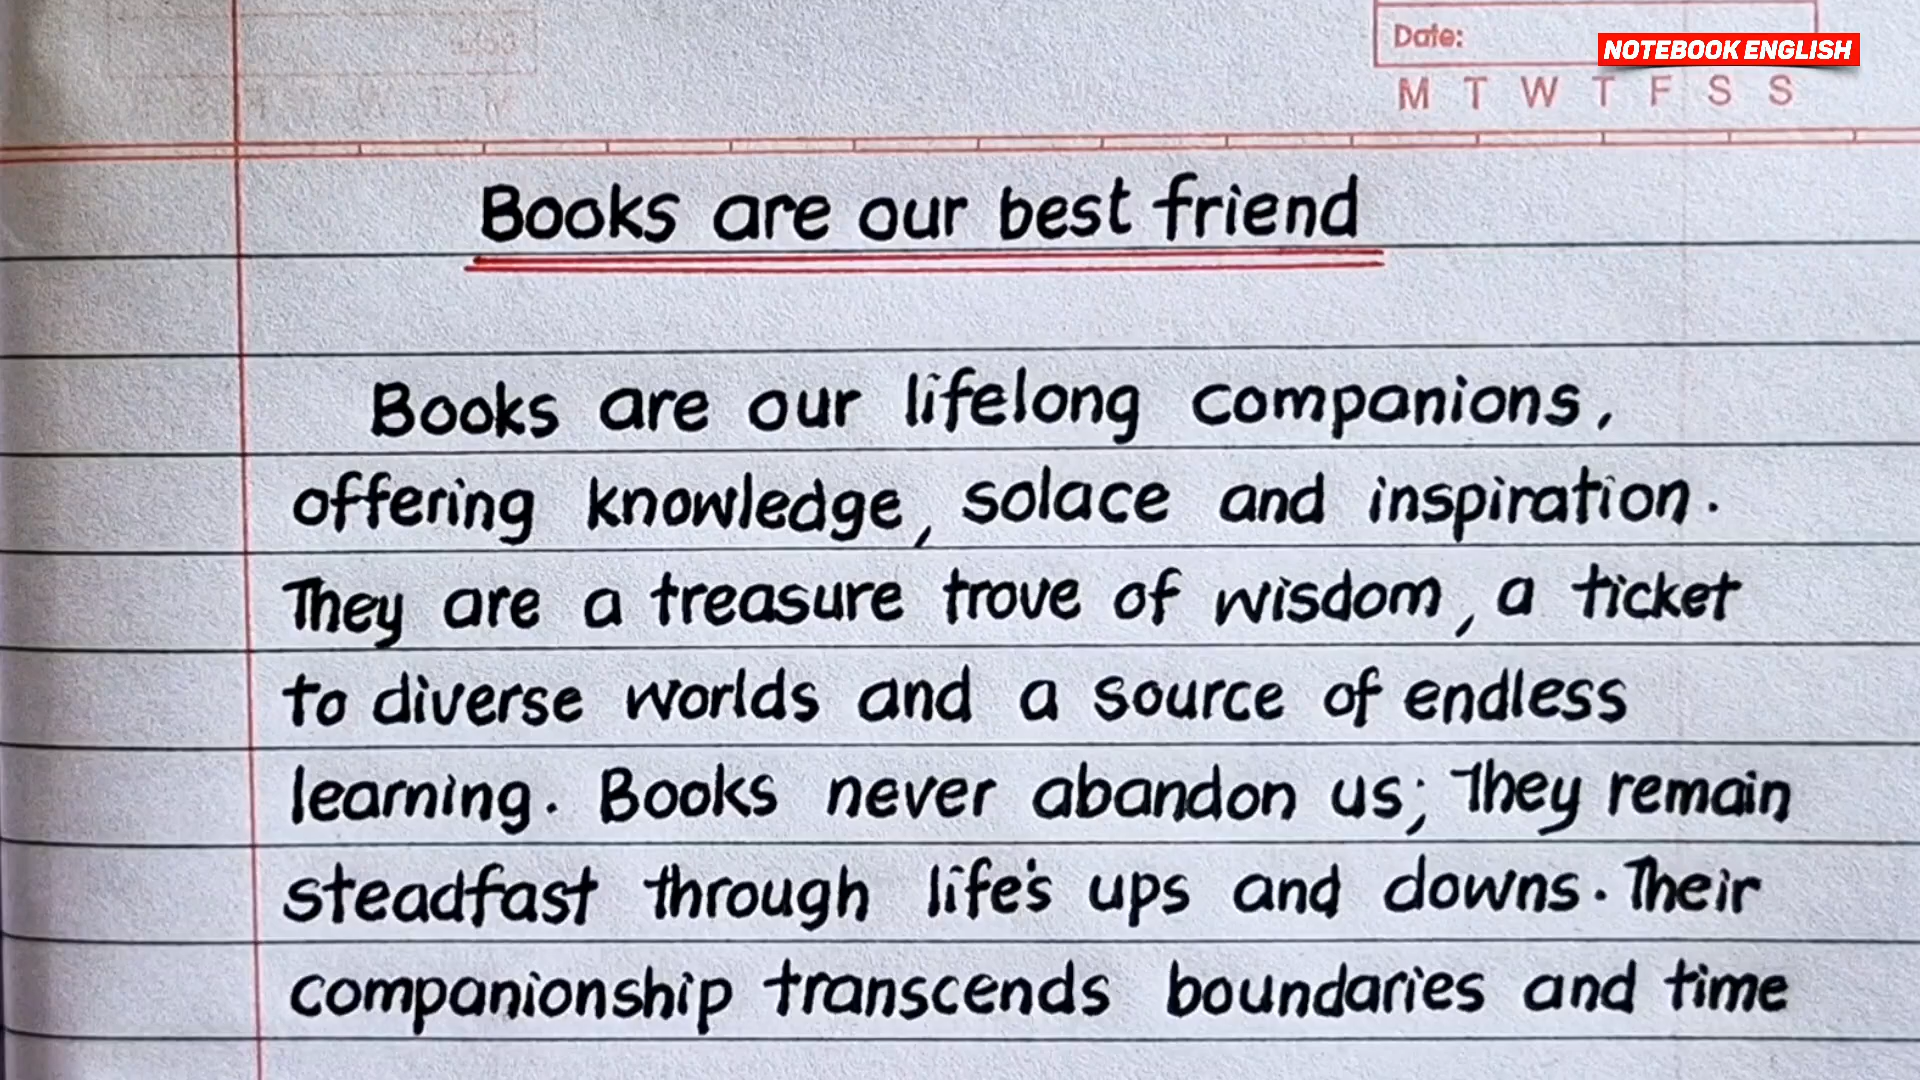 Date:
NOTEBOOK ENGLISH
M T W T F S S
Books are our best friend
Books are our lifelong companions,
offering knowledge, solace and inspiration.
They are a treasure trove of wisdom, a ticket
to diverse worlds and a source of endless
learning. Books never abandon us; They remain
steadfast through life's ups and downs. Their
companionship transcends boundaries and time